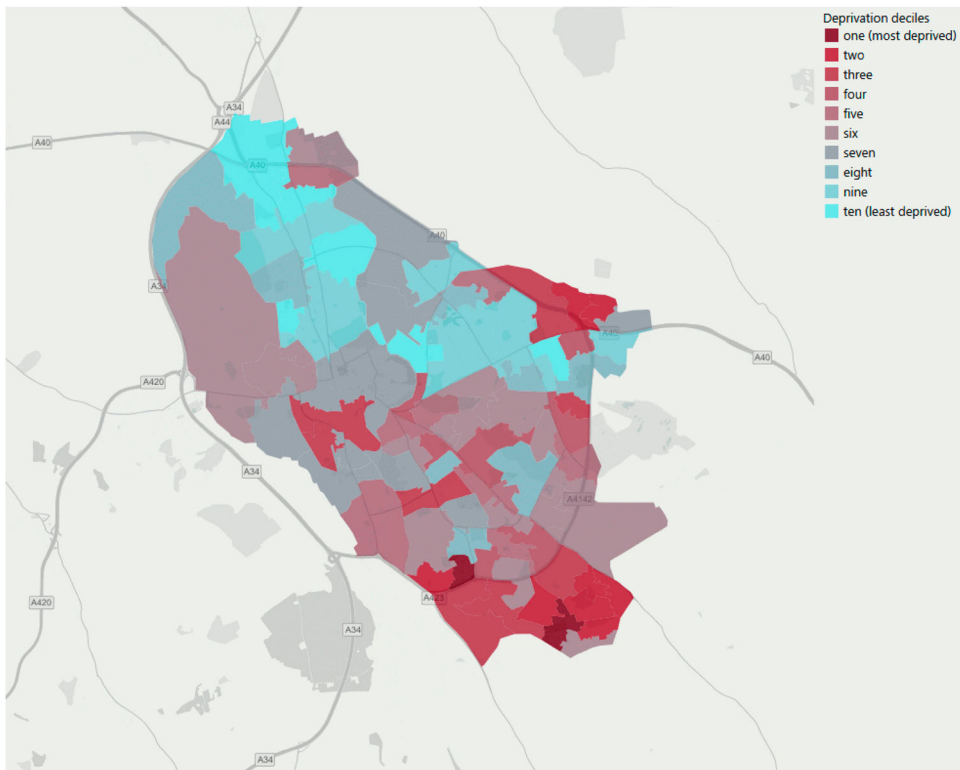 Deprivation deciles
one (most deprived)
two
three
four
five
six
seven
eight
nine
ten (least deprived)
A34
A44
A40
A40
A40
A34
A40
A40
A420
A34
A4142
A423
A420
A34
A34